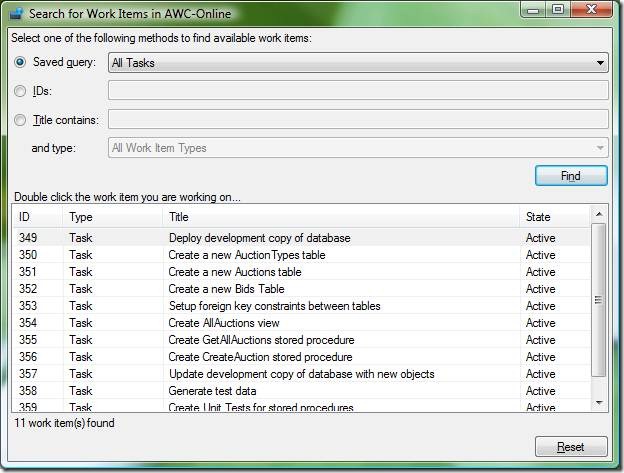 Search for Work Items in AWC-Online
Select one of the following methods to find available work items:
Saved query: All Tasks
IDs:
Title contains:
and type: All Work Item Types
Find
Double click the work item you are working on...
ID Type Title State
349 Task Deploy development copy of database Active
350 Task Create a new AuctionTypes table Active
351 Task Create a new Auctions table Active
352 Task Create a new Bids Table Active
353 Task Setup foreign key constraints between tables Active
354 Task Create AllAuctions view Active
355 Task Create GetAllAuctions stored procedure Active
356 Task Create CreateAuction stored procedure Active
357 Task Update development copy of database with new objects Active
358 Task Generate test data Active
359 Task Create Unit Tests for stored procedures Active
11 work item(s) found
Reset